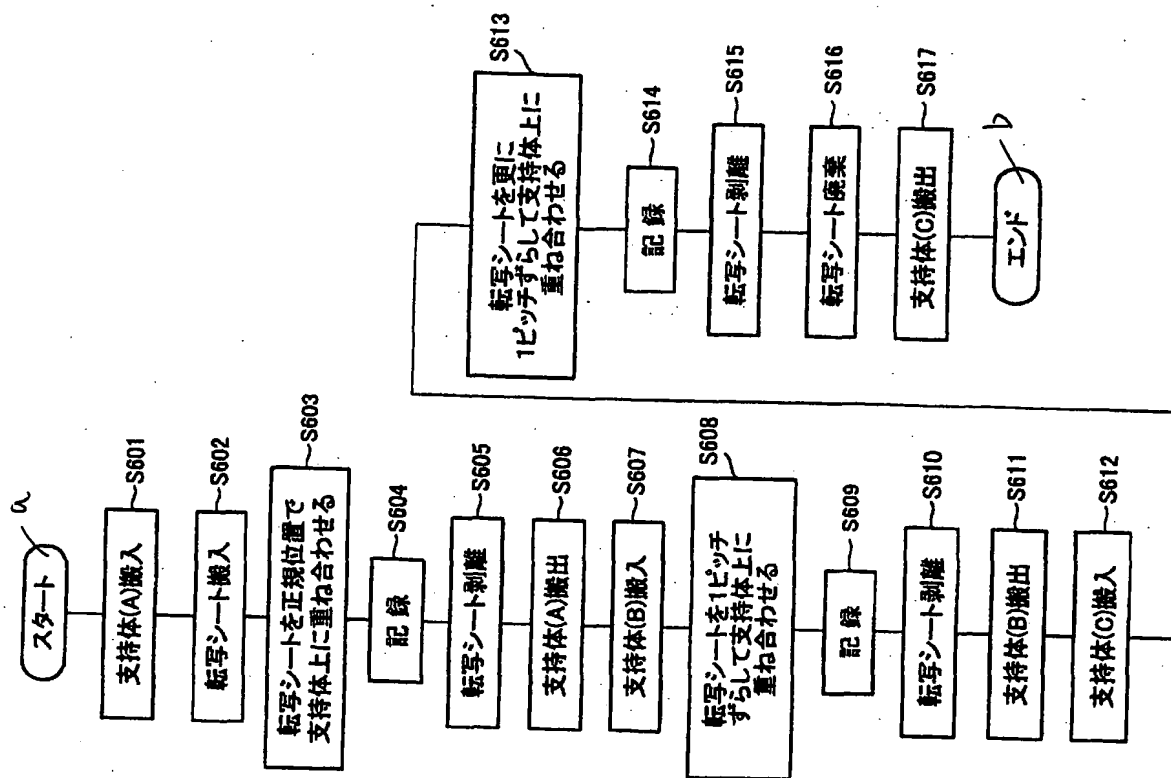 a
スタート
支持体(A)搬入
S601
転写シート搬入
S602
転写シートを正規位置で
支持体上に重ね合わせる
S603
記録
S604
転写シート剥離
S605
支持体(A)搬出
S606
支持体(B)搬入
S607
転写シートを1ピッチ
ずらして支持体上に
重ね合わせる
S608
記録
S609
転写シート剥離
S610
支持体(B)搬出
S611
支持体(C)搬入
S612
転写シートを更に
1ピッチずらして支持体上に
重ね合わせる
S613
記録
S614
転写シート剥離
S615
転写シート廃棄
S616
支持体(C)搬出
S617
b
エンド